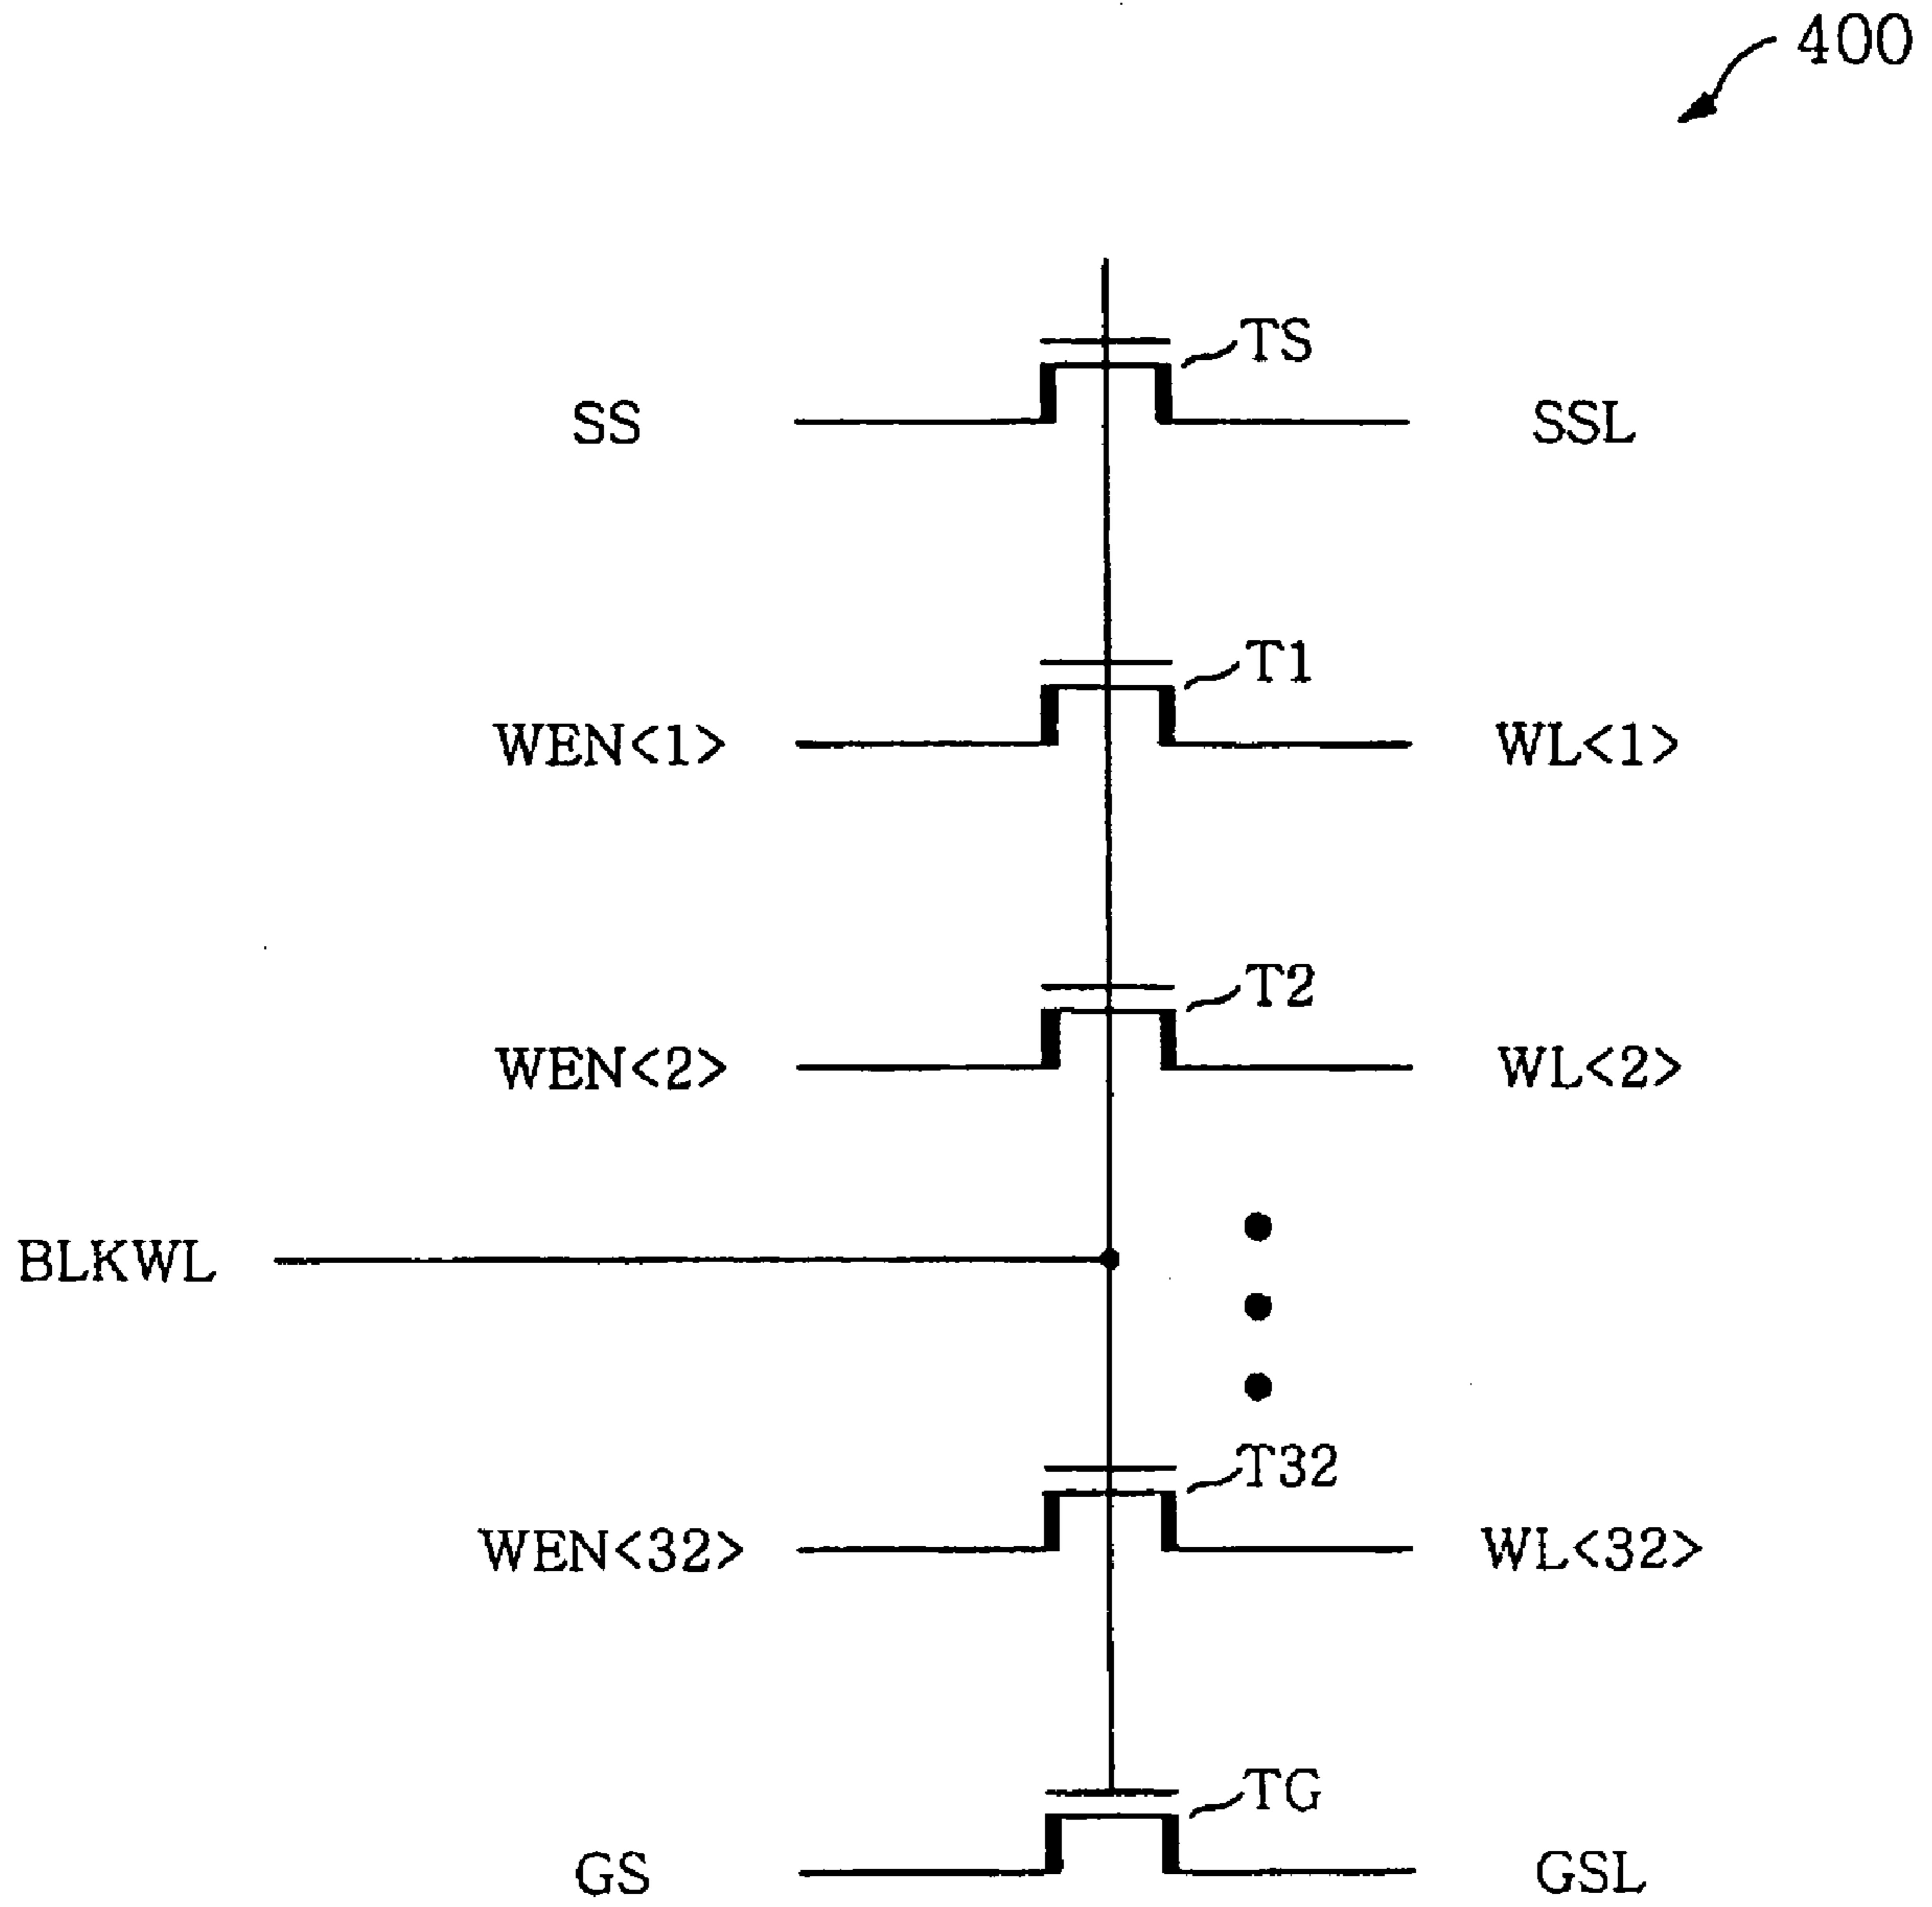 400
TS
SS SSL
T1
WEN<1> WL<1>
T2
WEN<2> WL<2>
BLKWL
T32
WEN<32> WL<32>
TG
GS GSL